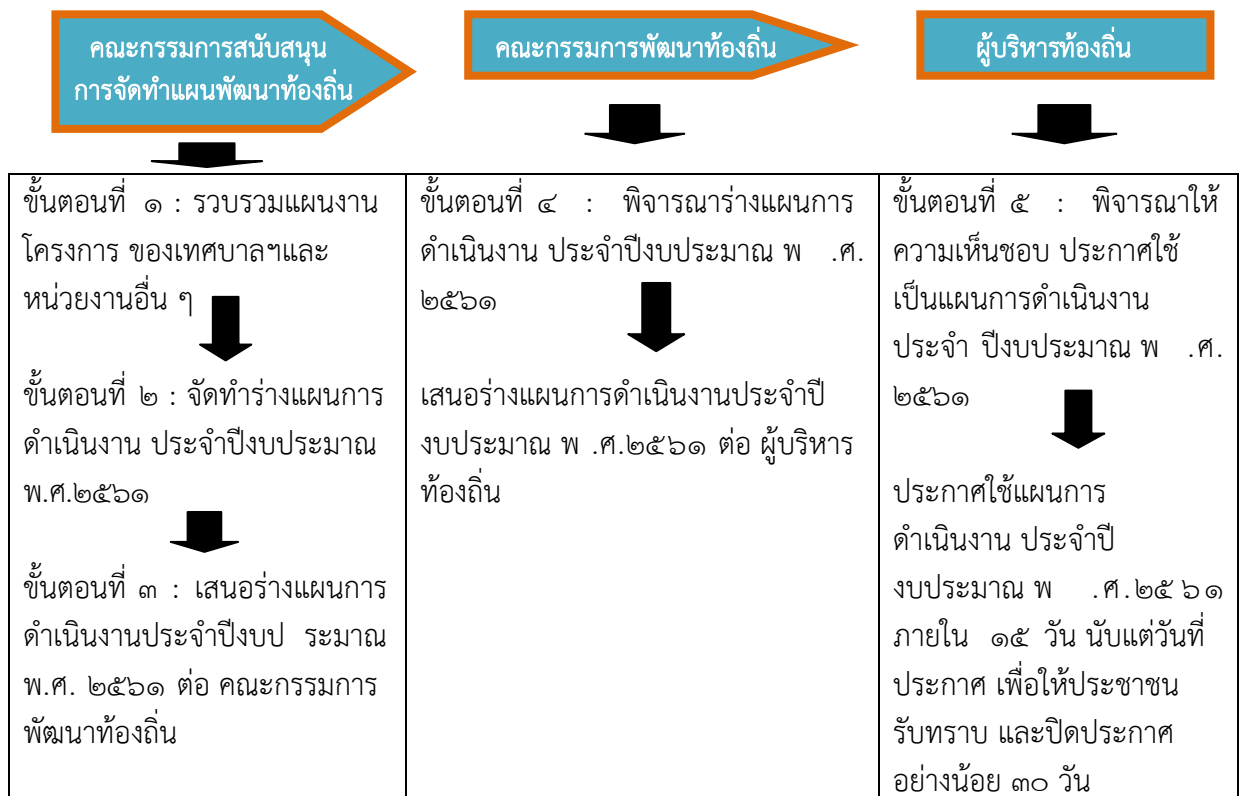 คณะกรรมการสนับสนุน
การจัดทำแผนพัฒนาท้องถิ่น
คณะกรรมการพัฒนาท้องถิ่น
ผู้บริหารท้องถิ่น
ขั้นตอนที่ ๑ : รวบรวมแผนงาน
โครงการ ของเทศบาลฯและ
หน่วยงานอื่น ๆ
ขั้นตอนที่ ๒ : จัดทำร่างแผนการ
ดำเนินงาน ประจำปีงบประมาณ
พ.ศ.๒๕๖๑
ขั้นตอนที่ ๓ : เสนอร่างแผนการ
ดำเนินงานประจำปีงบป ระมาณ
พ.ศ. ๒๕๖๑ ต่อ คณะกรรมการ
พัฒนาท้องถิ่น
ขั้นตอนที่ ๔ : พิจารณาร่างแผนการ
ดำเนินงาน ประจำปีงบประมาณ พ .ศ.
๒๕๖๑
เสนอร่างแผนการดำเนินงานประจำปี
งบประมาณ พ .ศ.๒๕๖๑ ต่อ ผู้บริหาร
ท้องถิ่น
ขั้นตอนที่ ๕ : พิจารณาให้
ความเห็นชอบ ประกาศใช้
เป็นแผนการดำเนินงาน
ประจำ ปีงบประมาณ พ .ศ.
๒๕๖๑
ประกาศใช้แผนการ
ดำเนินงาน ประจำปี
งบประมาณ พ .ศ.๒๕๖๑
ภายใน ๑๕ วัน นับแต่วันที่
ประกาศ เพื่อให้ประชาชน
รับทราบ และปิดประกาศ
อย่างน้อย ๓๐ วัน